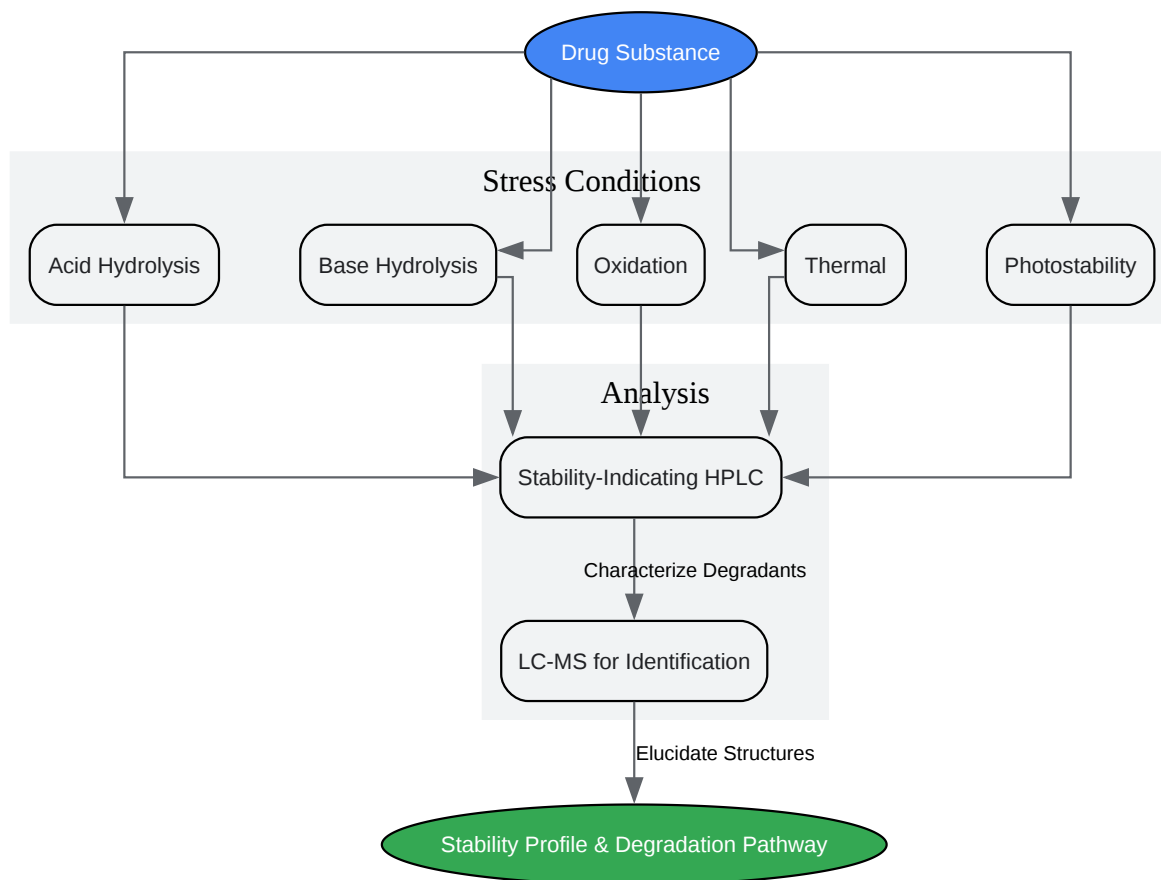 Drug Substance
Stress Conditions
Acid Hydrolysis
Base Hydrolysis
Oxidation
Thermal
Photostability
Analysis
Stability-Indicating HPLC
Characterize Degradants
LC-MS for Identification
Elucidate Structures
Stability Profile & Degradation Pathway